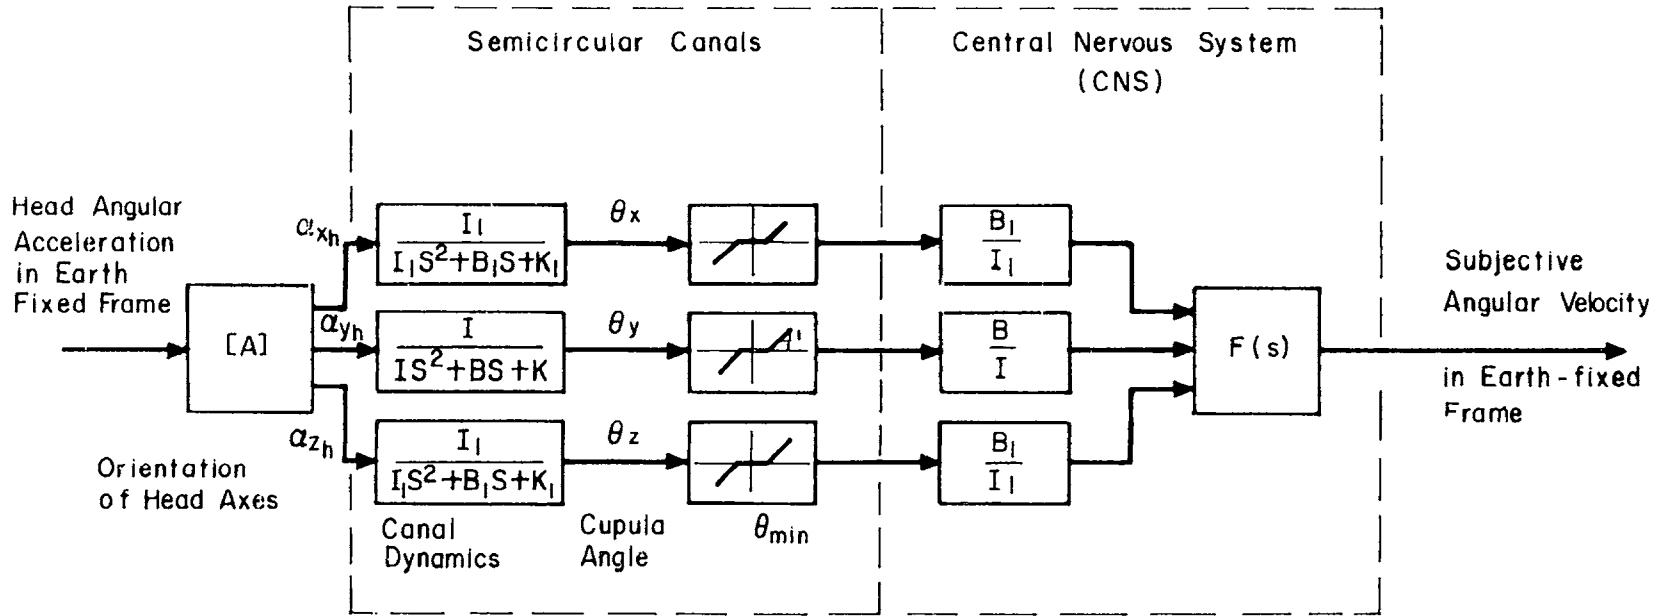 Semicircular Canals
Central Nervous System
(CNS)
Head Angular
Acceleration
in Earth
Fixed Frame
[A]
Orientation
of Head Axes
αxh
I1
I1S²+B1S+K1
θx
B1
I1
αyh
I
IS²+BS+K
θy
B
I
αzh
I1
I1S²+B1S+K1
θz
B1
I1
Canal
Dynamics
Cupula
Angle
θmin
F(s)
Subjective
Angular Velocity
in Earth-fixed
Frame